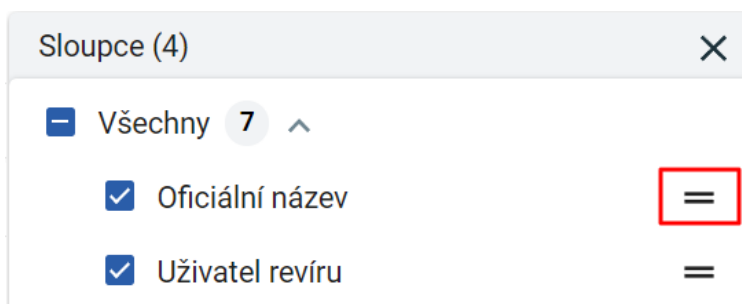 Sloupce (4)
Všechny 7
Oficiální název
Uživatel revíru